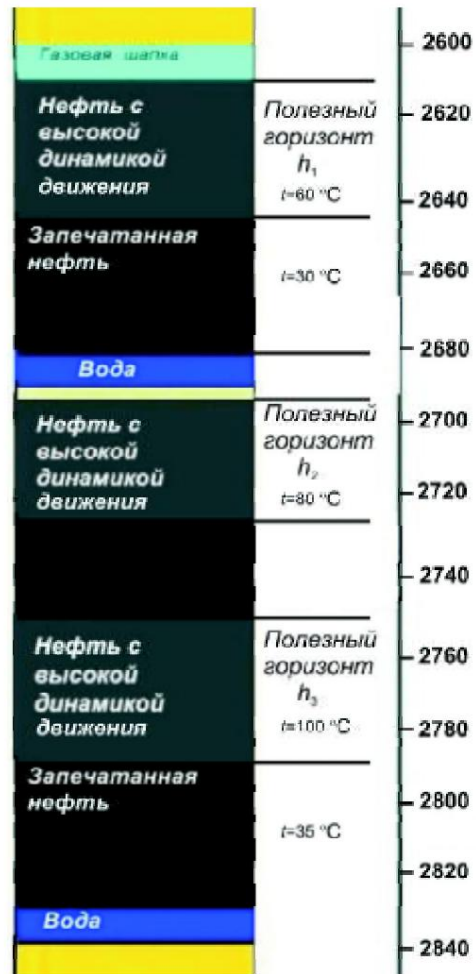 Газовая шапка
2600
Нефть с
высокой
динамикой
движения
Полезный
горизонт
h₁
t=60 °C
2620
2640
Запечатанная
нефть
t=30 °C
2660
2680
Вода
Нефть с
высокой
динамикой
движения
Полезный
горизонт
h₂
t=80 °C
2700
2720
2740
Нефть с
высокой
динамикой
движения
Полезный
горизонт
h₃
t=100 °C
2760
2780
Запечатанная
нефть
t=35 °C
2800
2820
Вода
2840